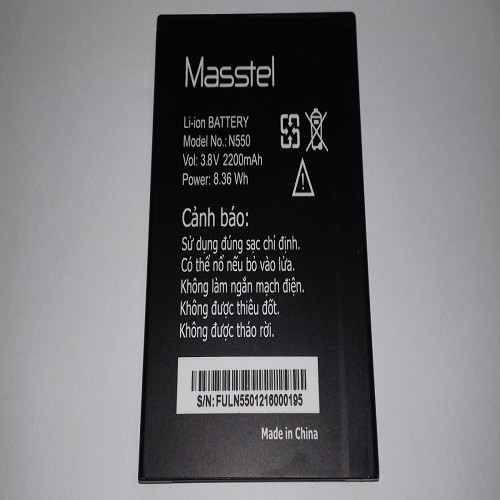 Masstel
Li-ion BATTERY
Model No.: N550
Vol: 3.8V 2200mAh
Power: 8.36 Wh
Cảnh báo:
Sử dụng đúng sạc chỉ định.
Có thể nổ nếu bỏ vào lửa.
Không làm ngắn mạch điện.
Không được thiêu đốt.
Không được tháo rời.
S/N: FULN5501216000195
Made in China